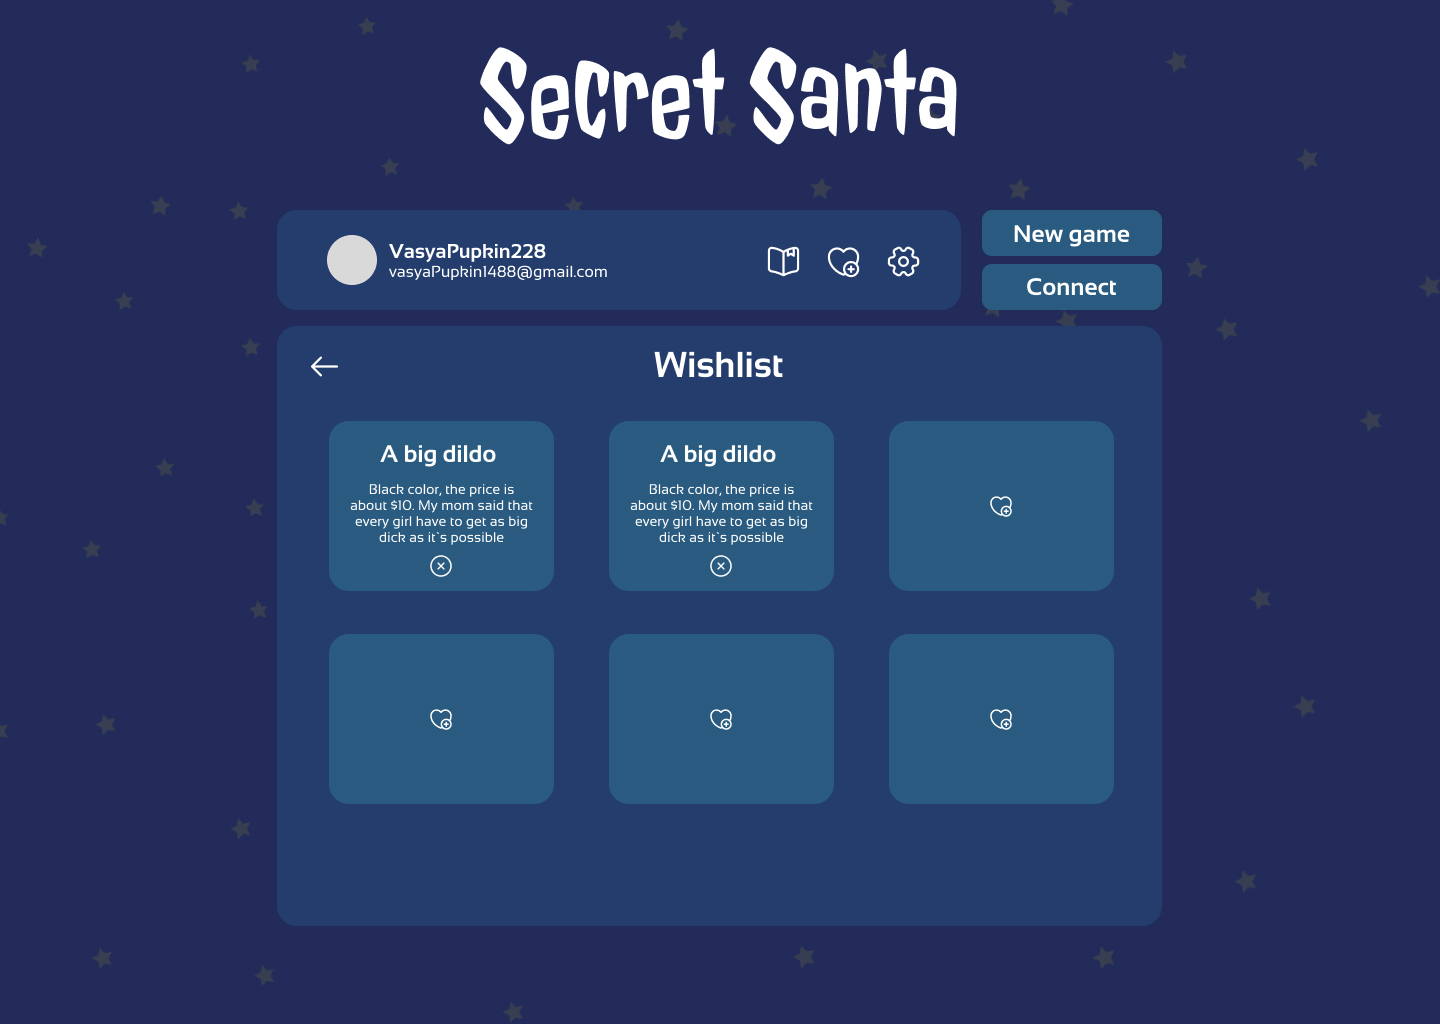 Secret Santa
VasyaPupkin228
vasyaPupkin1488@gmail.com
New game
Connect
Wishlist
A big dildo
Black color, the price is
about $10. My mom said that
every girl have to get as big
dick as it`s possible
A big dildo
Black color, the price is
about $10. My mom said that
every girl have to get as big
dick as it`s possible